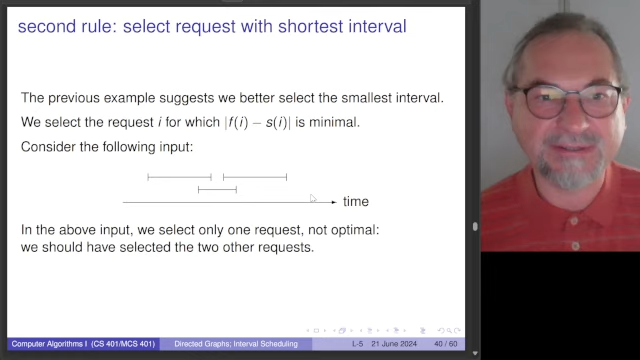 second rule: select request with shortest interval
The previous example suggests we better select the smallest interval.
We select the request i for which |f(i) − s(i)| is minimal.
Consider the following input:
time
In the above input, we select only one request, not optimal:
we should have selected the two other requests.
Computer Algorithms I (CS 401/MCS 401) Directed Graphs; Interval Scheduling L-5 21 June 2024 40 / 60